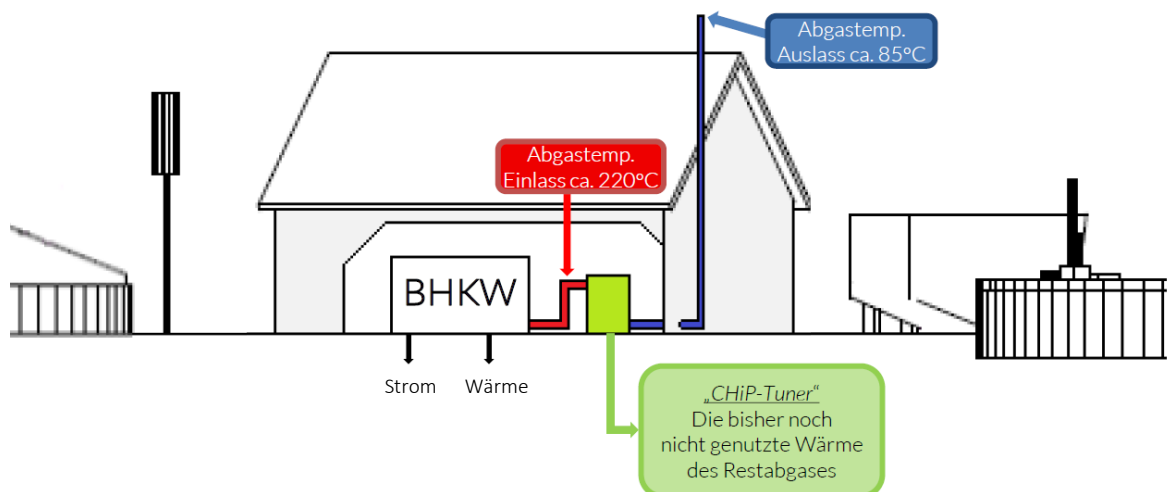 Abgastemp.
Auslass ca. 85°C
Abgastemp.
Einlass ca. 220°C
BHKW
Strom
Wärme
„CHiP-Tuner“
Die bisher noch
nicht genutzte Wärme
des Restabgases